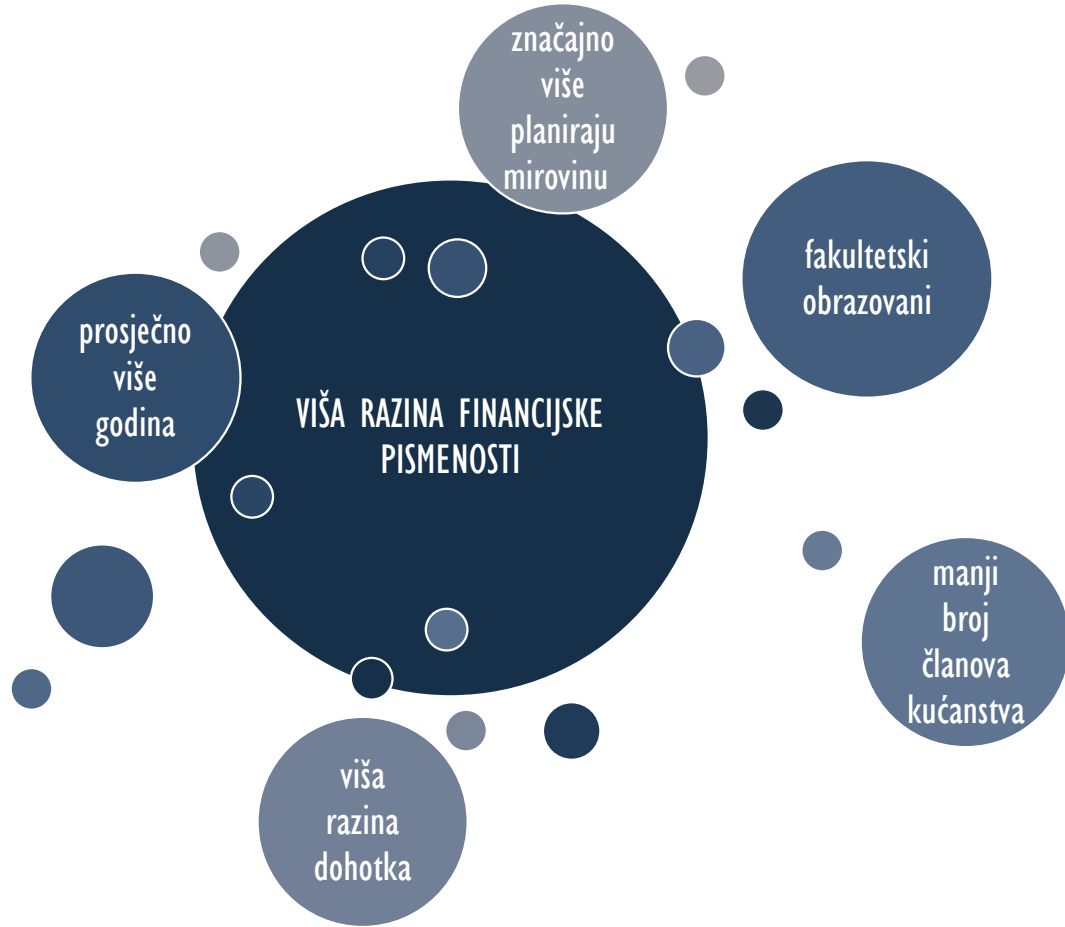 značajno
više
planiraju
mirovinu
fakultetski
obrazovani
prosječno
više
godina
VIŠA RAZINA FINANCIJSKE
PISMENOSTI
manji
broj
članova
kućanstva
viša
razina
dohotka